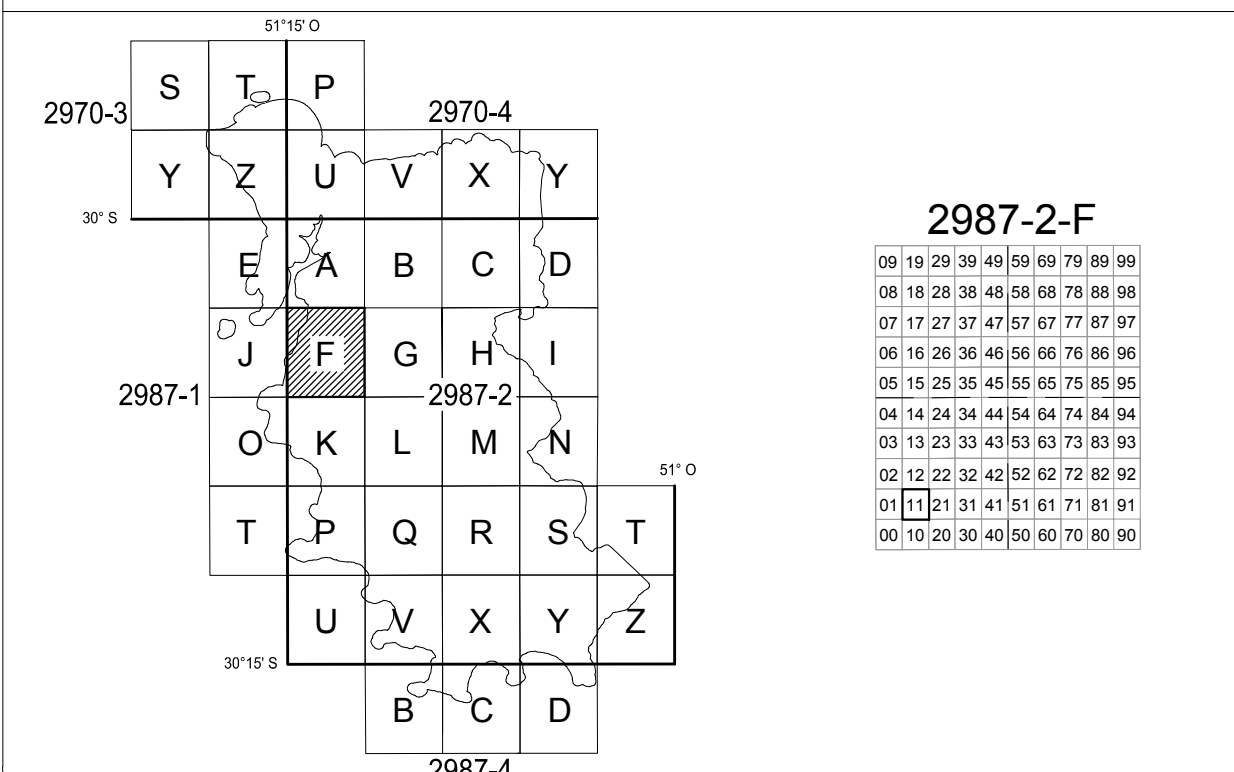 51°15' O
S T P
2970-3 2970-4
Y Z U V X Y
30° S
E A B C D
J F G H I
2987-1 2987-2
O K L M N
51° O
T P Q R S T
U V X Y Z
30°15' S
B C D
2987-4
2987-2-F
09 19 29 39 49 59 69 79 89 99
08 18 28 38 48 58 68 78 88 98
07 17 27 37 47 57 67 77 87 97
06 16 26 36 46 56 66 76 86 96
05 15 25 35 45 55 65 75 85 95
04 14 24 34 44 54 64 74 84 94
03 13 23 33 43 53 63 73 83 93
02 12 22 32 42 52 62 72 82 92
01 11 21 31 41 51 61 71 81 91
00 10 20 30 40 50 60 70 80 90